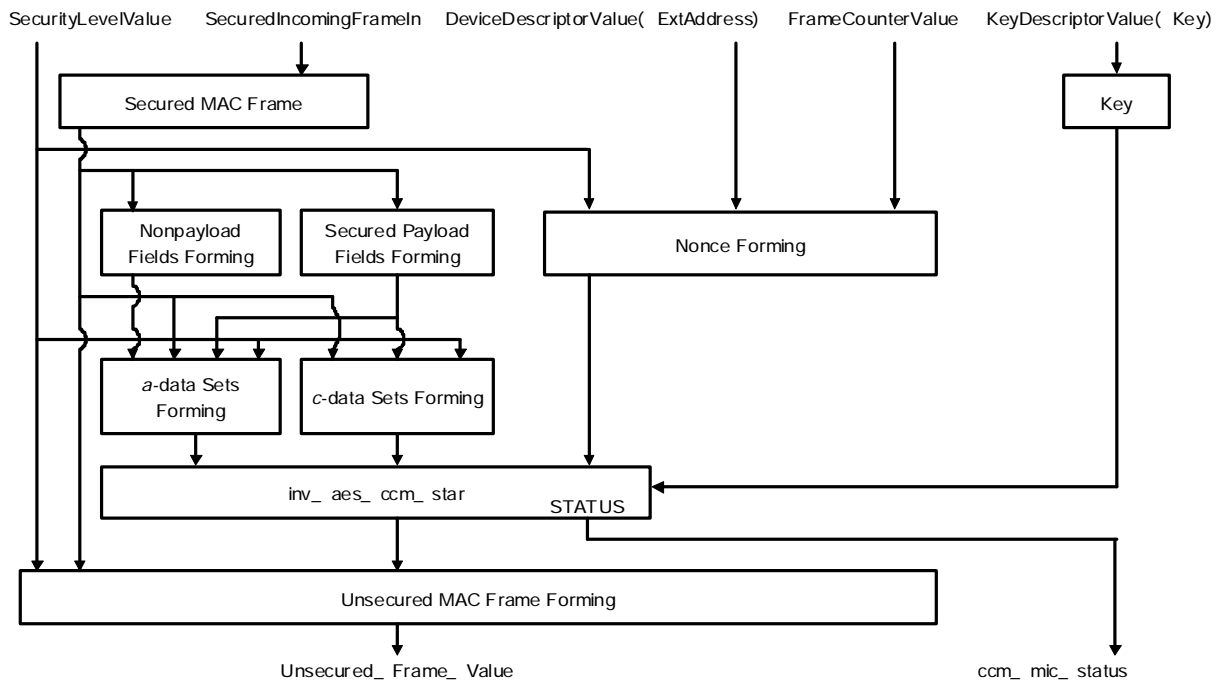 SecurityLevelValue SecuredIncomingFrameIn DeviceDescriptorValue( ExtAddress) FrameCounterValue KeyDescriptorValue( Key)
Secured MAC Frame
Key
Nonpayload
Fields Forming
Secured Payload
Fields Forming
Nonce Forming
a-data Sets
Forming
c-data Sets Forming
inv_ aes_ ccm_ star
STATUS
Unsecured MAC Frame Forming
Unsecured_ Frame_ Value
ccm_ mic_ status